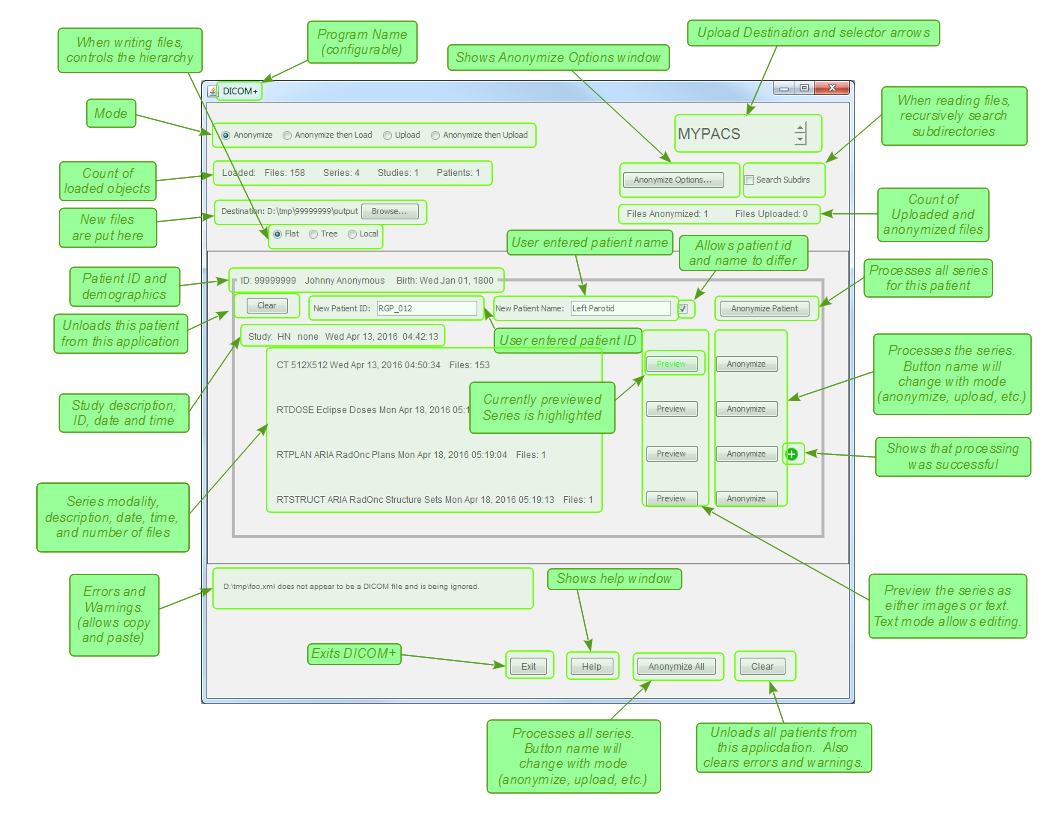 When writing files,
controls the hierarchy
Program Name
(configurable)
Upload Destination and selector arrows
Shows Anonymize Options window
When reading files,
recursively search
subdirectories
Mode
DICOM+
Anonymize Anonymize then Load Upload Anonymize then Upload
MYPACS
Count of
loaded objects
Loaded: Files: 158 Series: 4 Studies: 1 Patients: 1
Anonymize Options...
Search Subdirs
New files
are put here
Destination: D:\tmp\99999999\output Browse...
Files Anonymized: 1 Files Uploaded: 0
Count of
Uploaded and
anonymized files
Flat Tree Local
User entered patient name
Allows patient id
and name to differ
Patient ID and
demographics
ID: 99999999 Johnny Anonymous Birth: Wed Jan 01, 1800
Processes all series
for this patient
Clear
New Patient ID: RGP_012
New Patient Name: Left Parotid
Anonymize Patient
Unloads this patient
from this application
Study: HN none Wed Apr 13, 2016 04:42:13
User entered patient ID
CT 512X512 Wed Apr 13, 2016 04:50:34 Files: 153
Preview
Anonymize
Processes the series.
Button name will
change with mode
(anonymize, upload, etc.)
Study description,
ID, date and time
Currently previewed
Series is highlighted
RTDOSE Eclipse Doses Mon Apr 18, 2016 05:1
Preview
Anonymize
RTPLAN ARIA RadOnc Plans Mon Apr 18, 2016 05:19:04 Files: 1
Preview
Anonymize
Shows that processing
was successful
Series modality,
description, date, time,
and number of files
RTSTRUCT ARIA RadOnc Structure Sets Mon Apr 18, 2016 05:19:13 Files: 1
Preview
Anonymize
Errors and
Warnings.
(allows copy
and paste)
D:\tmp\foo.xml does not appear to be a DICOM file and is being ignored.
Shows help window
Preview the series as
either images or text.
Text mode allows editing.
Exits DICOM+
Exit
Help
Anonymize All
Clear
Processes all series.
Button name will
change with mode
(anonymize, upload, etc.)
Unloads all patients from
this applicdation. Also
clears errors and warnings.